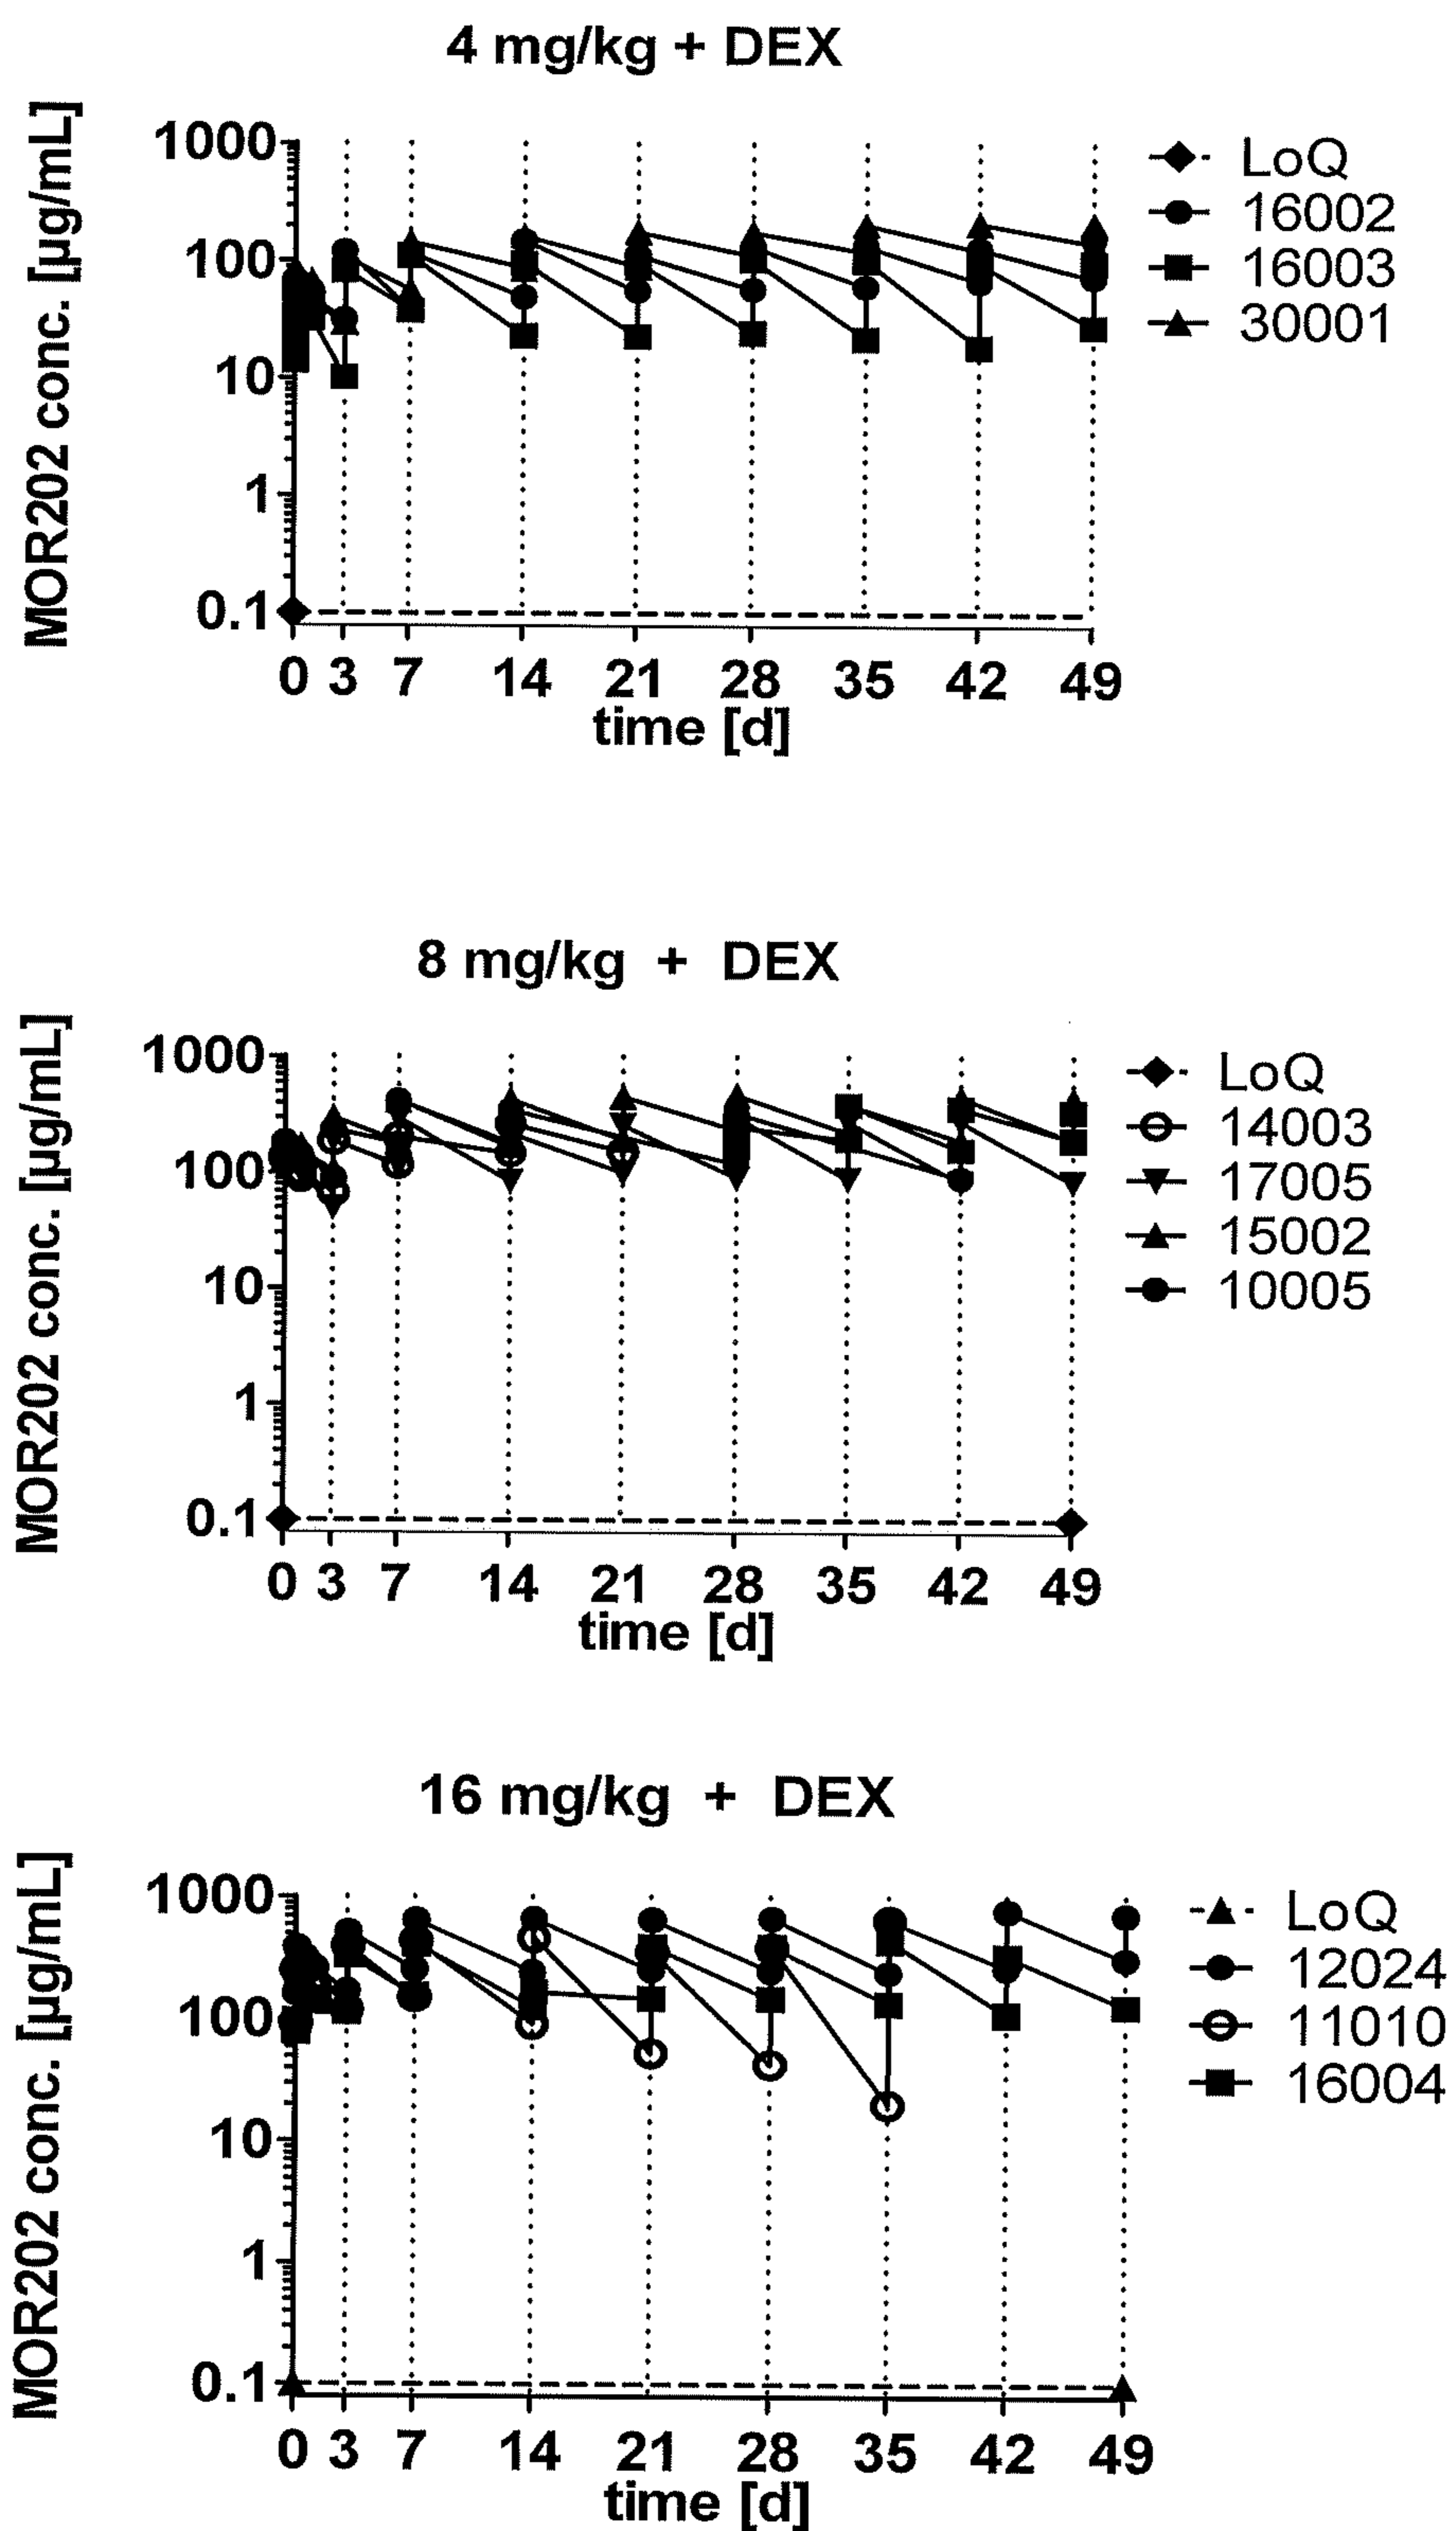 4 mg/kg + DEX
MOR202 conc. [µg/mL]
1000
100
10
1
0.1
0 3 7 14 21 28 35 42 49
time [d]
LoQ
16002
16003
30001
8 mg/kg + DEX
MOR202 conc. [µg/mL]
1000
100
10
1
0.1
0 3 7 14 21 28 35 42 49
time [d]
LoQ
14003
17005
15002
10005
16 mg/kg + DEX
MOR202 conc. [µg/mL]
1000
100
10
1
0.1
0 3 7 14 21 28 35 42 49
time [d]
LoQ
12024
11010
16004